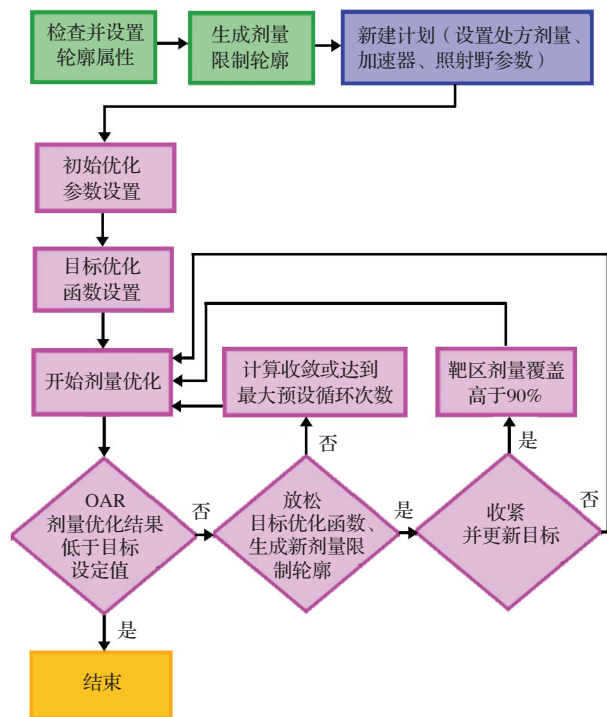 检查并设置
轮廓属性
生成剂量
限制轮廓
新建计划（设置处方剂量、
加速器、照射野参数）
初始优化
参数设置
目标优化
函数设置
开始剂量优化
计算收敛或达到
最大预设循环次数
靶区剂量覆盖
高于90%
否
是
OAR
剂量优化结果
低于目标
设定值
否
放松
目标优化函数、
生成新剂量限
制轮廓
是
收紧
并更新目标
否
是
结束